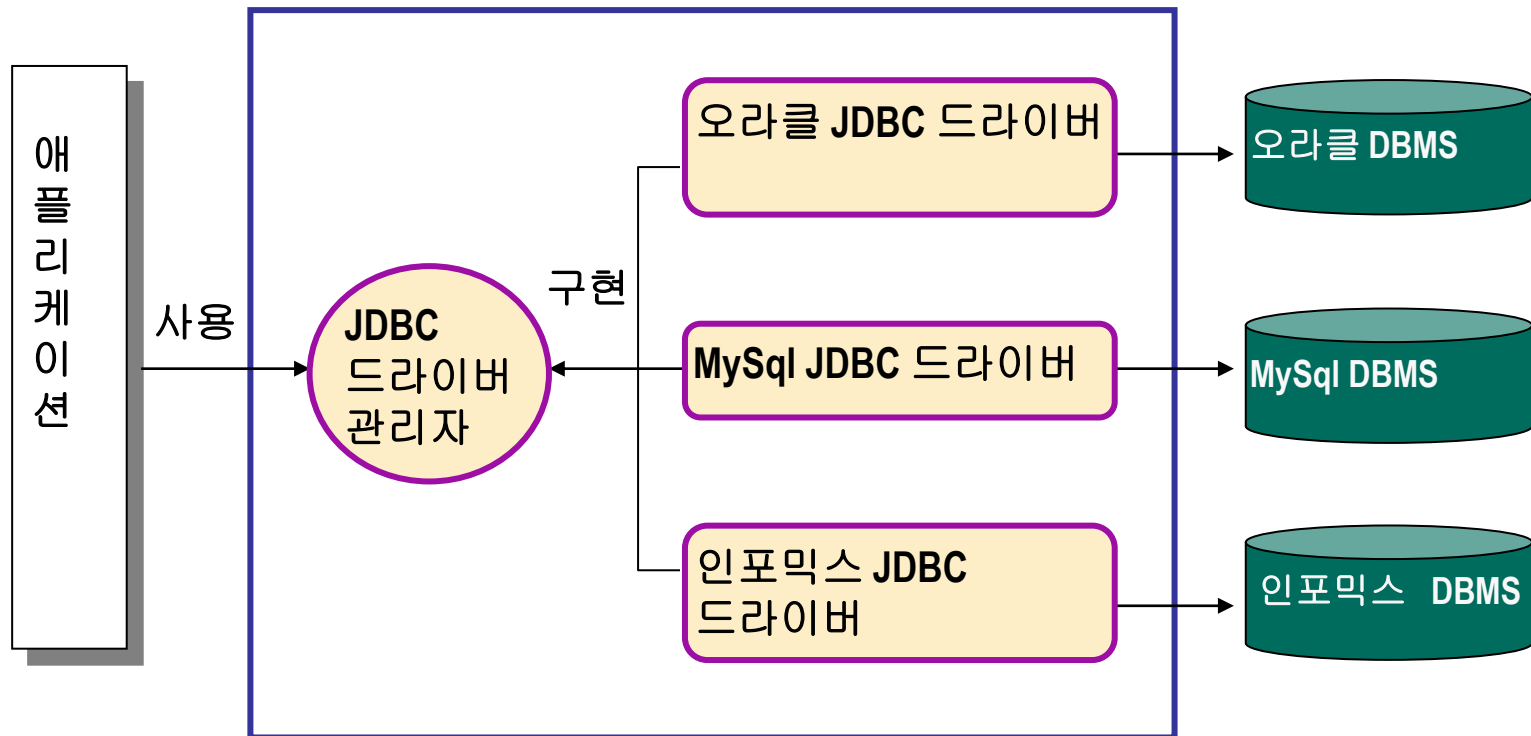 애플리케이션
사용
JDBC
드라이버
관리자
구현
오라클 JDBC 드라이버
MySql JDBC 드라이버
인포믹스 JDBC
드라이버
오라클 DBMS
MySql DBMS
인포믹스 DBMS